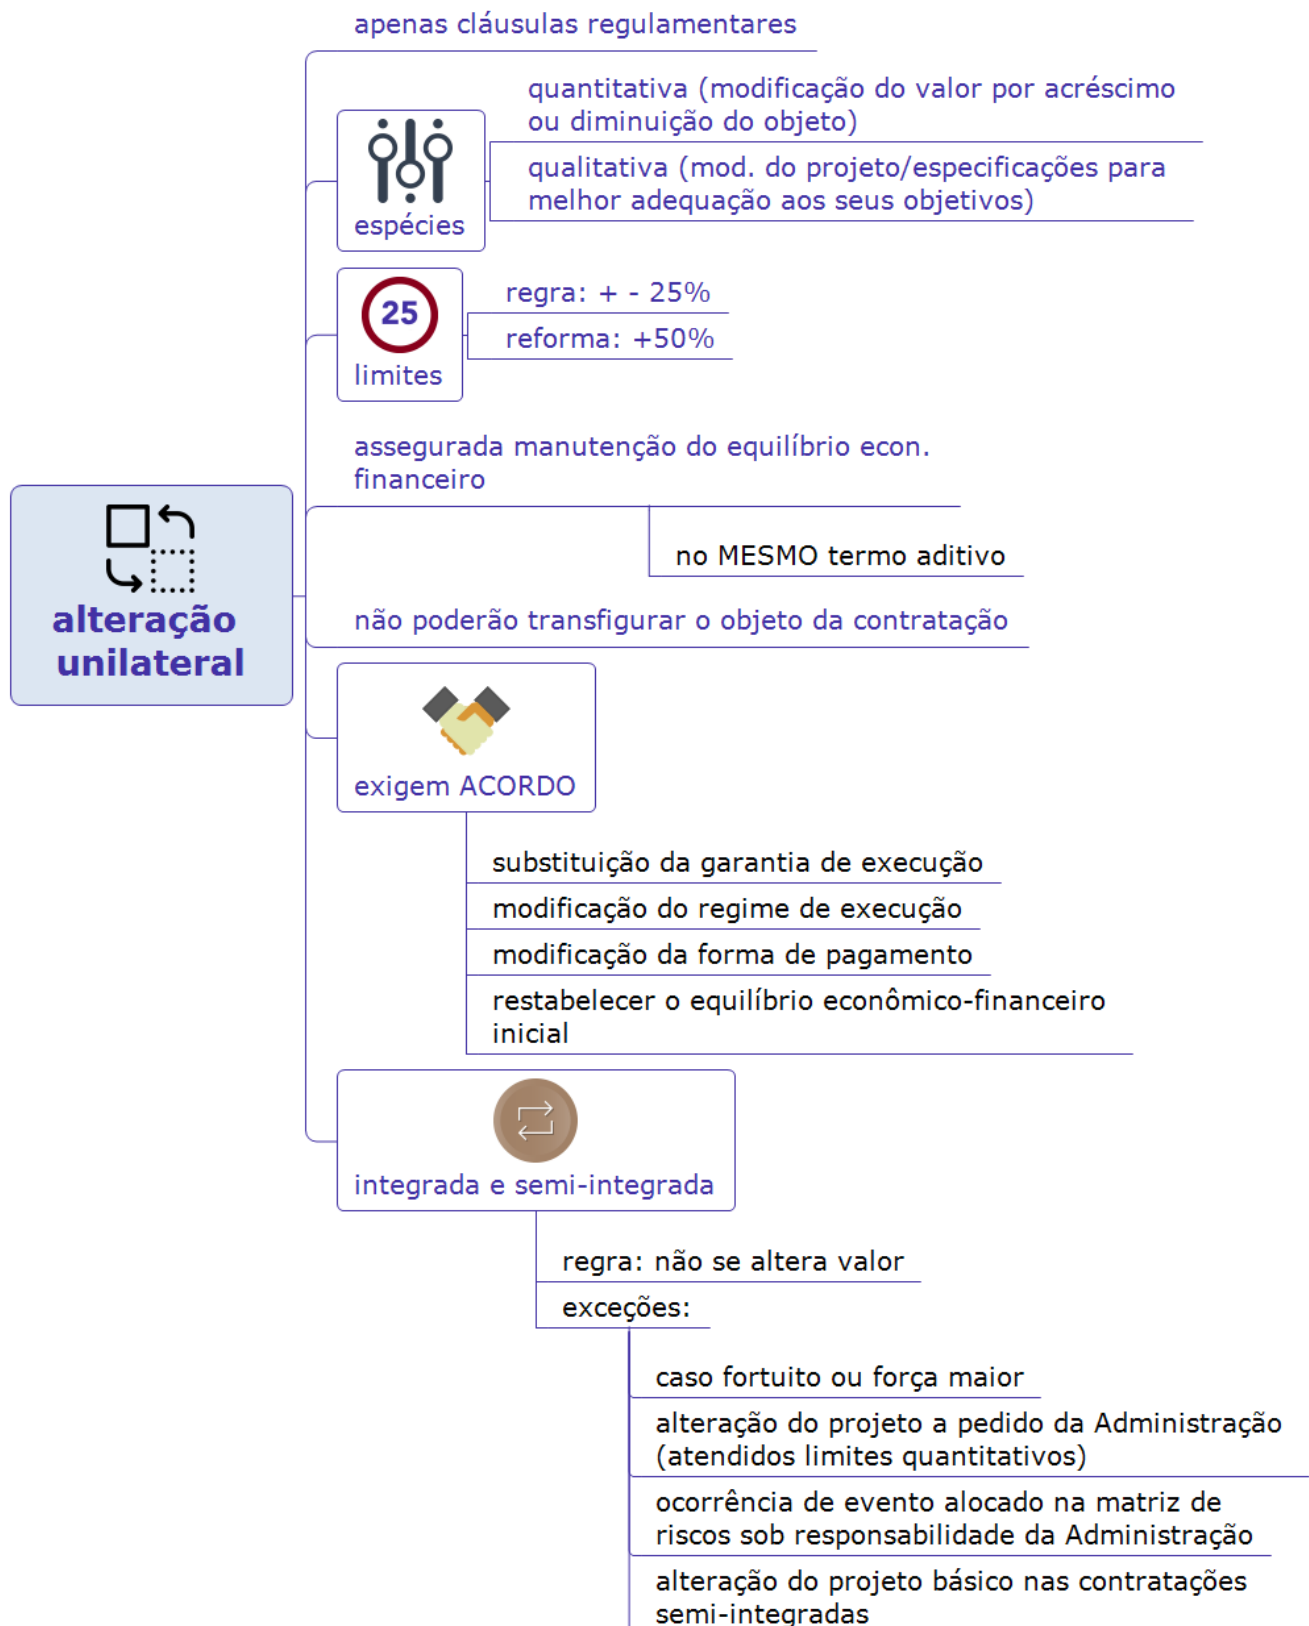 apenas cláusulas regulamentares
quantitativa (modificação do valor por acréscimo
ou diminuição do objeto)
qualitativa (mod. do projeto/especificações para
melhor adequação aos seus objetivos)
espécies
25
limites
regra: + - 25%
reforma: +50%
assegurada manutenção do equilíbrio econ.
financeiro
no MESMO termo aditivo
alteração
unilateral
não poderão transfigurar o objeto da contratação
exigem ACORDO
substituição da garantia de execução
modificação do regime de execução
modificação da forma de pagamento
restabelecer o equilíbrio econômico-financeiro
inicial
integrada e semi-integrada
regra: não se altera valor
exceções:
caso fortuito ou força maior
alteração do projeto a pedido da Administração
(atendidos limites quantitativos)
ocorrência de evento alocado na matriz de
riscos sob responsabilidade da Administração
alteração do projeto básico nas contratações
semi-integradas